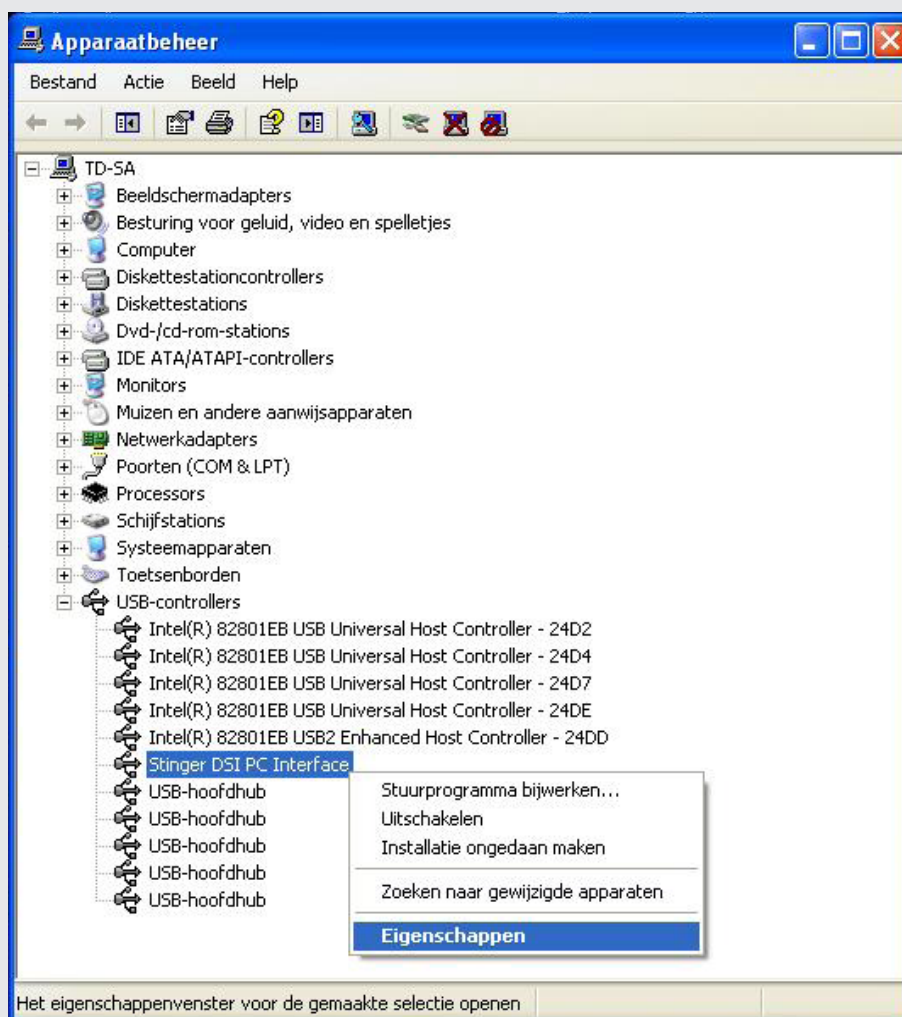 Apparaatbeheer
Bestand Actie Beeld Help
TD-SA
Beeldschermadapters
Besturing voor geluid, video en spelletjes
Computer
Diskettestationcontrollers
Diskettestations
Dvd-/cd-rom-stations
IDE ATA/ATAPI-controllers
Monitors
Muizen en andere aanwijsapparaten
Netwerkadapters
Poorten (COM & LPT)
Processors
Schijfstations
Systeemapparaten
Toetsenborden
USB-controllers
Intel(R) 82801EB USB Universal Host Controller - 24D2
Intel(R) 82801EB USB Universal Host Controller - 24D4
Intel(R) 82801EB USB Universal Host Controller - 24D7
Intel(R) 82801EB USB Universal Host Controller - 24DE
Intel(R) 82801EB USB2 Enhanced Host Controller - 24DD
Stinger DSI PC Interface
USB-hoofdhub
USB-hoofdhub
USB-hoofdhub
USB-hoofdhub
USB-hoofdhub
Stuurprogramma bijwerken...
Uitschakelen
Installatie ongedaan maken
Zoeken naar gewijzigde apparaten
Eigenschappen
Het eigenschappenvenster voor de gemaakte selectie openen